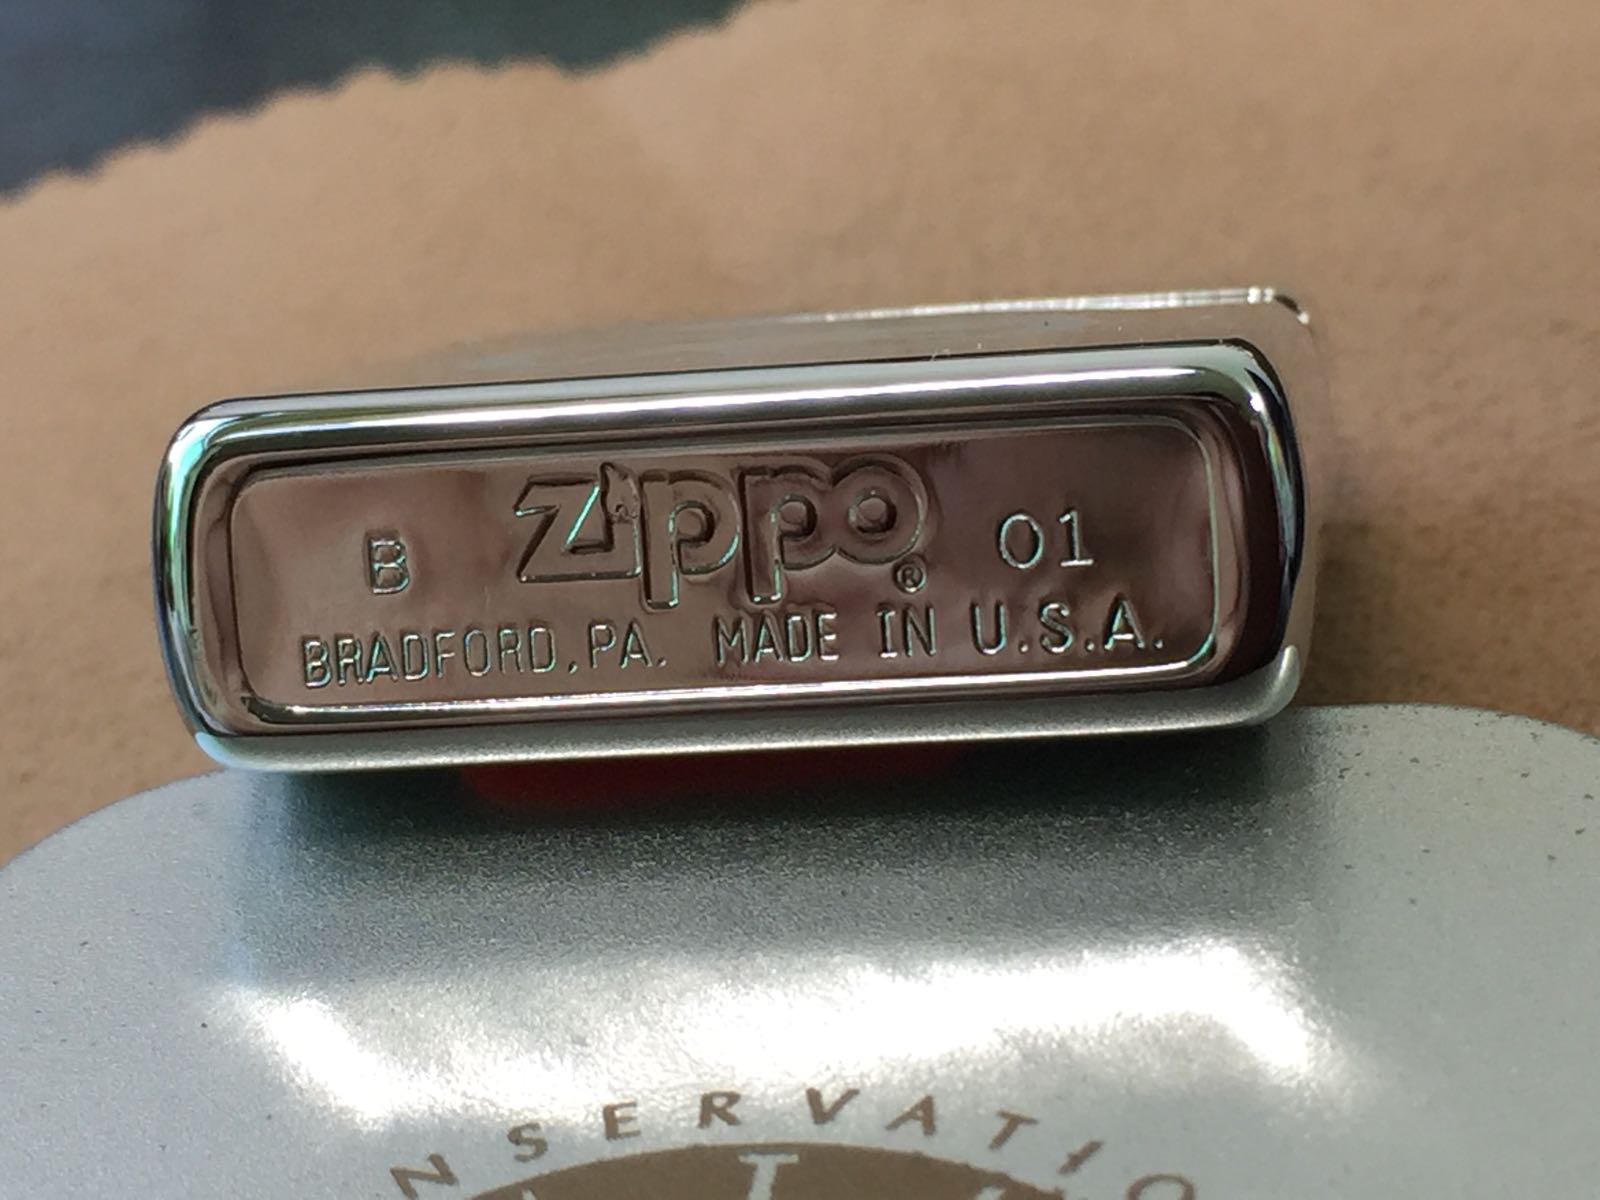 B zippo® 01
BRADFORD, PA. MADE IN U.S.A.
NSERVATIO